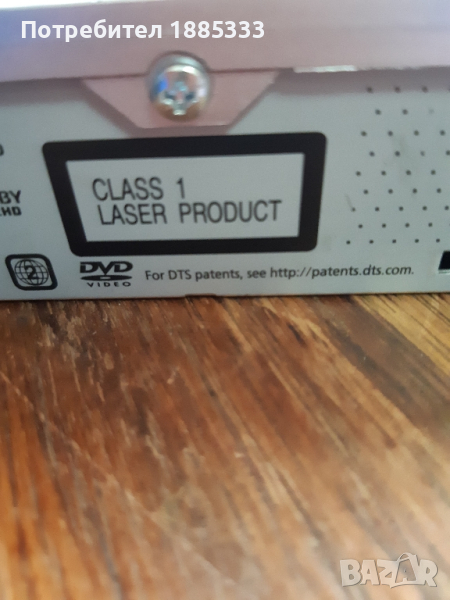 Потребител 1885333
CLASS 1
LASER PRODUCT
BY
HD
2
DVD
VIDEO
For DTS patents, see http://patents.dts.com.
BAZAR